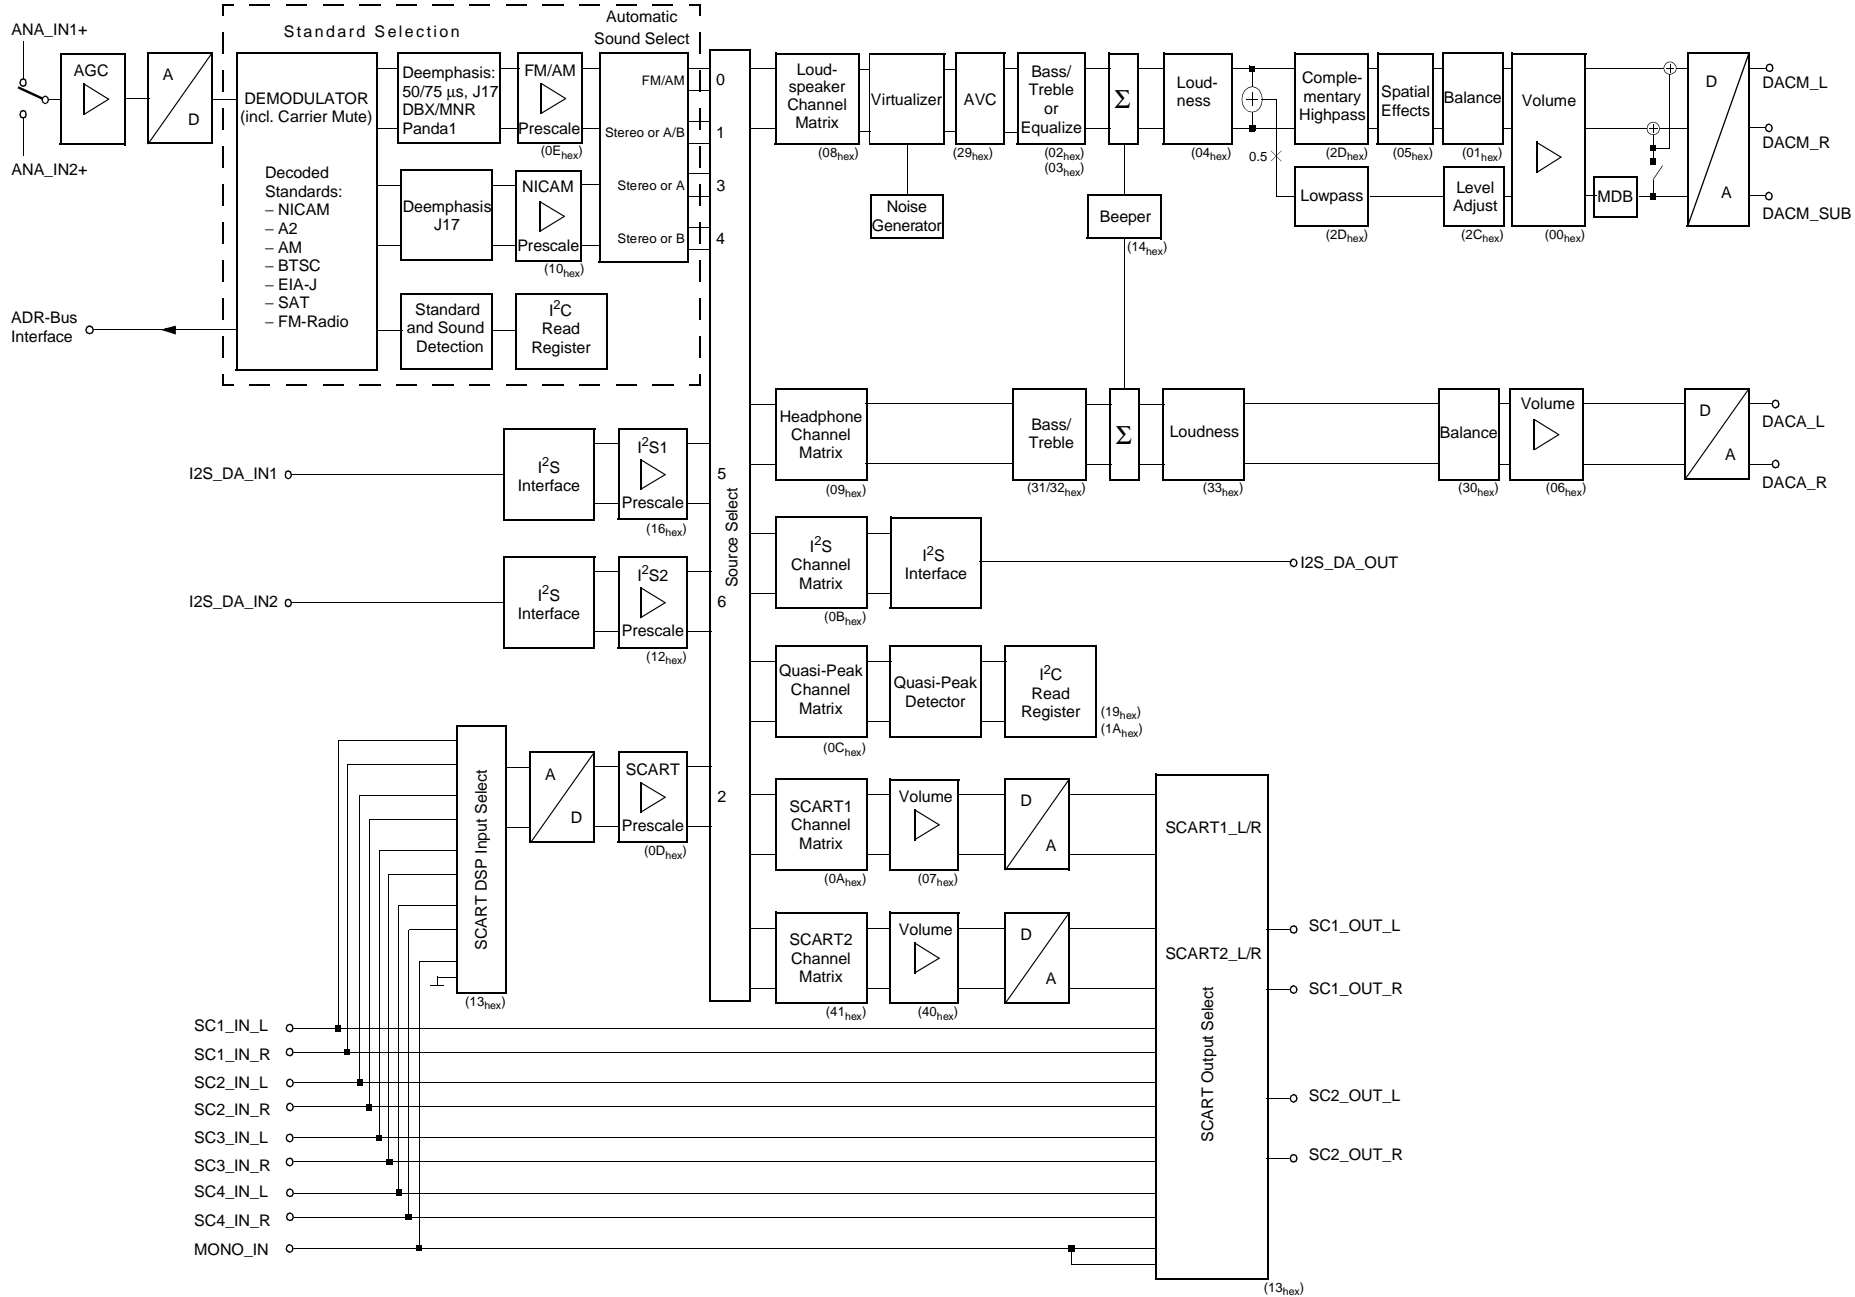 ANA_IN1+
ANA_IN2+
AGC
A
D
Standard Selection
Automatic
Sound Select
DEMODULATOR
(incl. Carrier Mute)
Decoded
Standards:
– NICAM
– A2
– AM
– BTSC
– EIA-J
– SAT
– FM-Radio
ADR-Bus
Interface
Deemphasis:
50/75 µs, J17
DBX/MNR
Panda1
FM/AM
Prescale
(0Ehex)
Deemphasis
J17
NICAM
Prescale
(10hex)
Standard
and Sound
Detection
I²C
Read
Register
FM/AM
Stereo or A/B
Stereo or A
Stereo or B
0
1
3
4
5
6
2
Source Select
Loud-
speaker
Channel
Matrix
(08hex)
Virtualizer
Noise
Generator
AVC
(29hex)
Bass/
Treble
or
Equalize
(02hex)
(03hex)
Σ
Beeper
(14hex)
Loud-
ness
(04hex)
0.5
Comple-
mentary
Highpass
(2Dhex)
Lowpass
(2Dhex)
Spatial
Effects
(05hex)
Balance
(01hex)
Level
Adjust
(2Chex)
Volume
(00hex)
MDB
D
A
DACM_L
DACM_R
DACM_SUB
Headphone
Channel
Matrix
(09hex)
Bass/
Treble
(31/32hex)
Σ
Loudness
(33hex)
Balance
(30hex)
Volume
(06hex)
D
A
DACA_L
DACA_R
I2S_DA_IN1
I²S
Interface
I²S1
Prescale
(16hex)
I2S_DA_IN2
I²S
Interface
I²S2
Prescale
(12hex)
I²S
Channel
Matrix
(0Bhex)
I²S
Interface
I2S_DA_OUT
Quasi-Peak
Channel
Matrix
(0Chex)
Quasi-Peak
Detector
I²C
Read
Register
(19hex)
(1Ahex)
SCART DSP Input Select
(13hex)
A
D
SCART
Prescale
(0Dhex)
SCART1
Channel
Matrix
(0Ahex)
Volume
(07hex)
D
A
SCART2
Channel
Matrix
(41hex)
Volume
(40hex)
D
A
SCART1_L/R
SCART2_L/R
SCART Output Select
(13hex)
SC1_OUT_L
SC1_OUT_R
SC2_OUT_L
SC2_OUT_R
SC1_IN_L
SC1_IN_R
SC2_IN_L
SC2_IN_R
SC3_IN_L
SC3_IN_R
SC4_IN_L
SC4_IN_R
MONO_IN